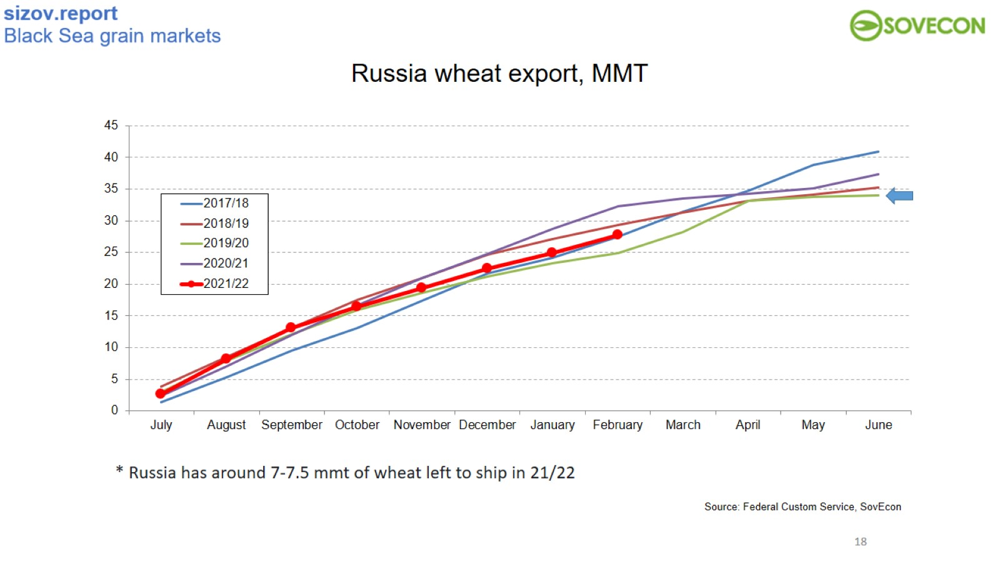 sizov.report
Black Sea grain markets
SOVECON
Russia wheat export, MMT
45
40
35
30
25
20
15
10
5
0
2017/18
2018/19
2019/20
2020/21
2021/22
July August September October November December January February March April May June
* Russia has around 7-7.5 mmt of wheat left to ship in 21/22
Source: Federal Custom Service, SovEcon
18